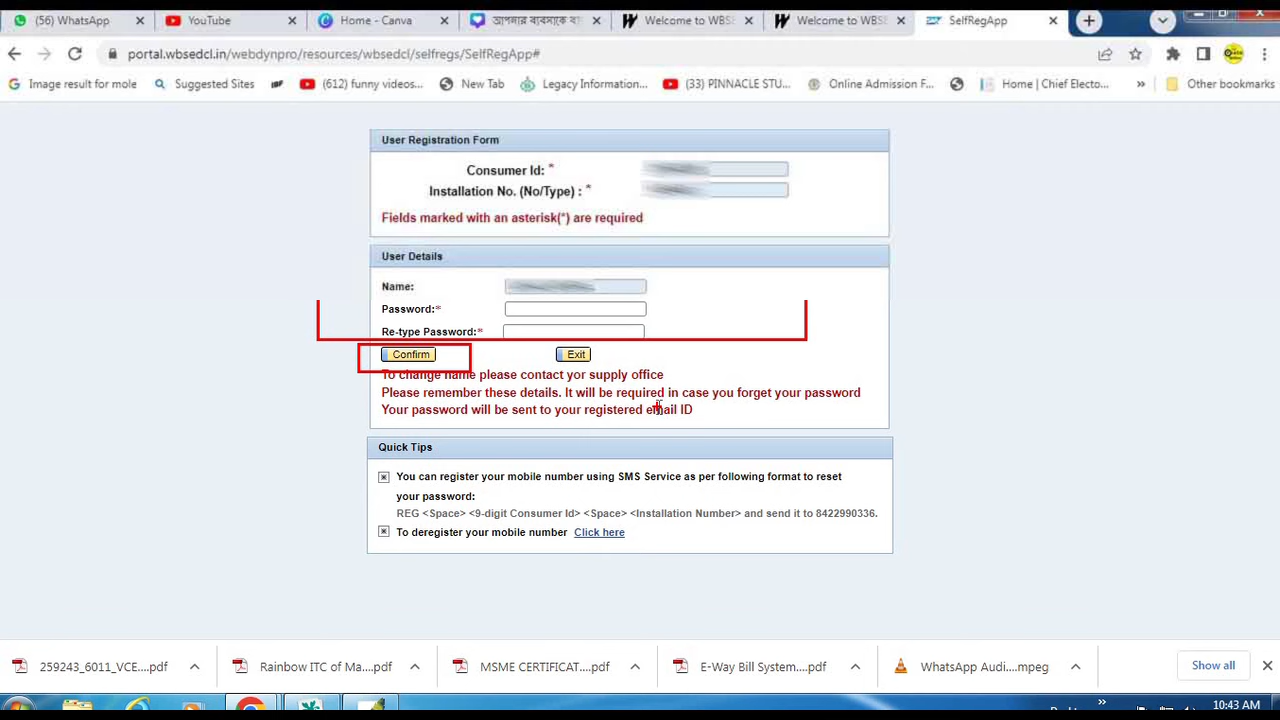 (56) WhatsApp
YouTube
Home - Canva
আপনার ব্যবসাকে যা
Welcome to WBSE
Welcome to WBSE
SelfRegApp
portal.wbsedcl.in/webdynpro/resources/wbsedcl/selfregs/SelfRegApp#
Image result for mole
Suggested Sites
(612) funny videos...
New Tab
Legacy Information...
(33) PINNACLE STU...
Online Admission F...
Home | Chief Electo...
»
Other bookmarks
User Registration Form
Consumer Id: *
Installation No. (No/Type) : *
Fields marked with an asterisk(*) are required
User Details
Name:
Password:*
Re-type Password:*
Confirm
Exit
To change name please contact yor supply office
Please remember these details. It will be required in case you forget your password
Your password will be sent to your registered email ID
Quick Tips
You can register your mobile number using SMS Service as per following format to reset
your password:
REG <Space> <9-digit Consumer Id> <Space> <Installation Number> and send it to 8422990336.
To deregister your mobile number Click here
259243_6011_VCE....pdf
Rainbow ITC of Ma....pdf
MSME CERTIFICAT....pdf
E-Way Bill System....pdf
WhatsApp Audi....mpeg
Show all
»
10:43 AM